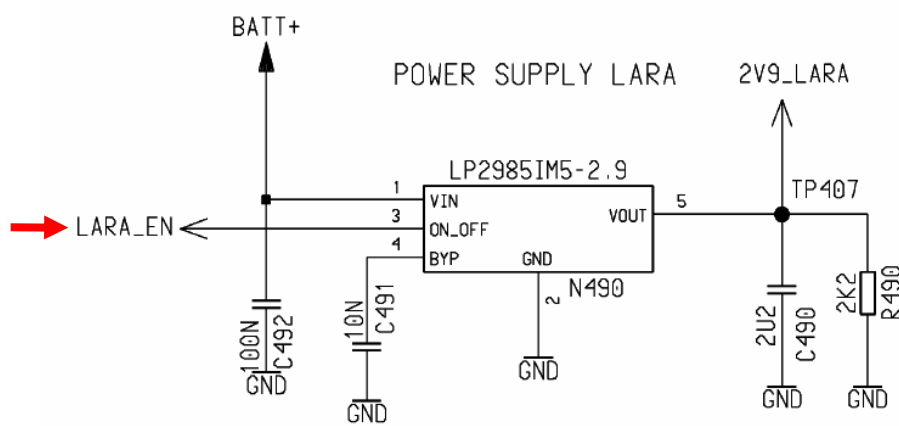 BATT+
POWER SUPPLY LARA
2V9_LARA
LP2985IM5-2.9
TP407
1
VIN
5
VOUT
LARA_EN
3
ON_OFF
4
BYP
GND
N490
2
100N
C492
10N
C491
2U2
C490
2K2
R490
GND
GND
GND
GND
GND